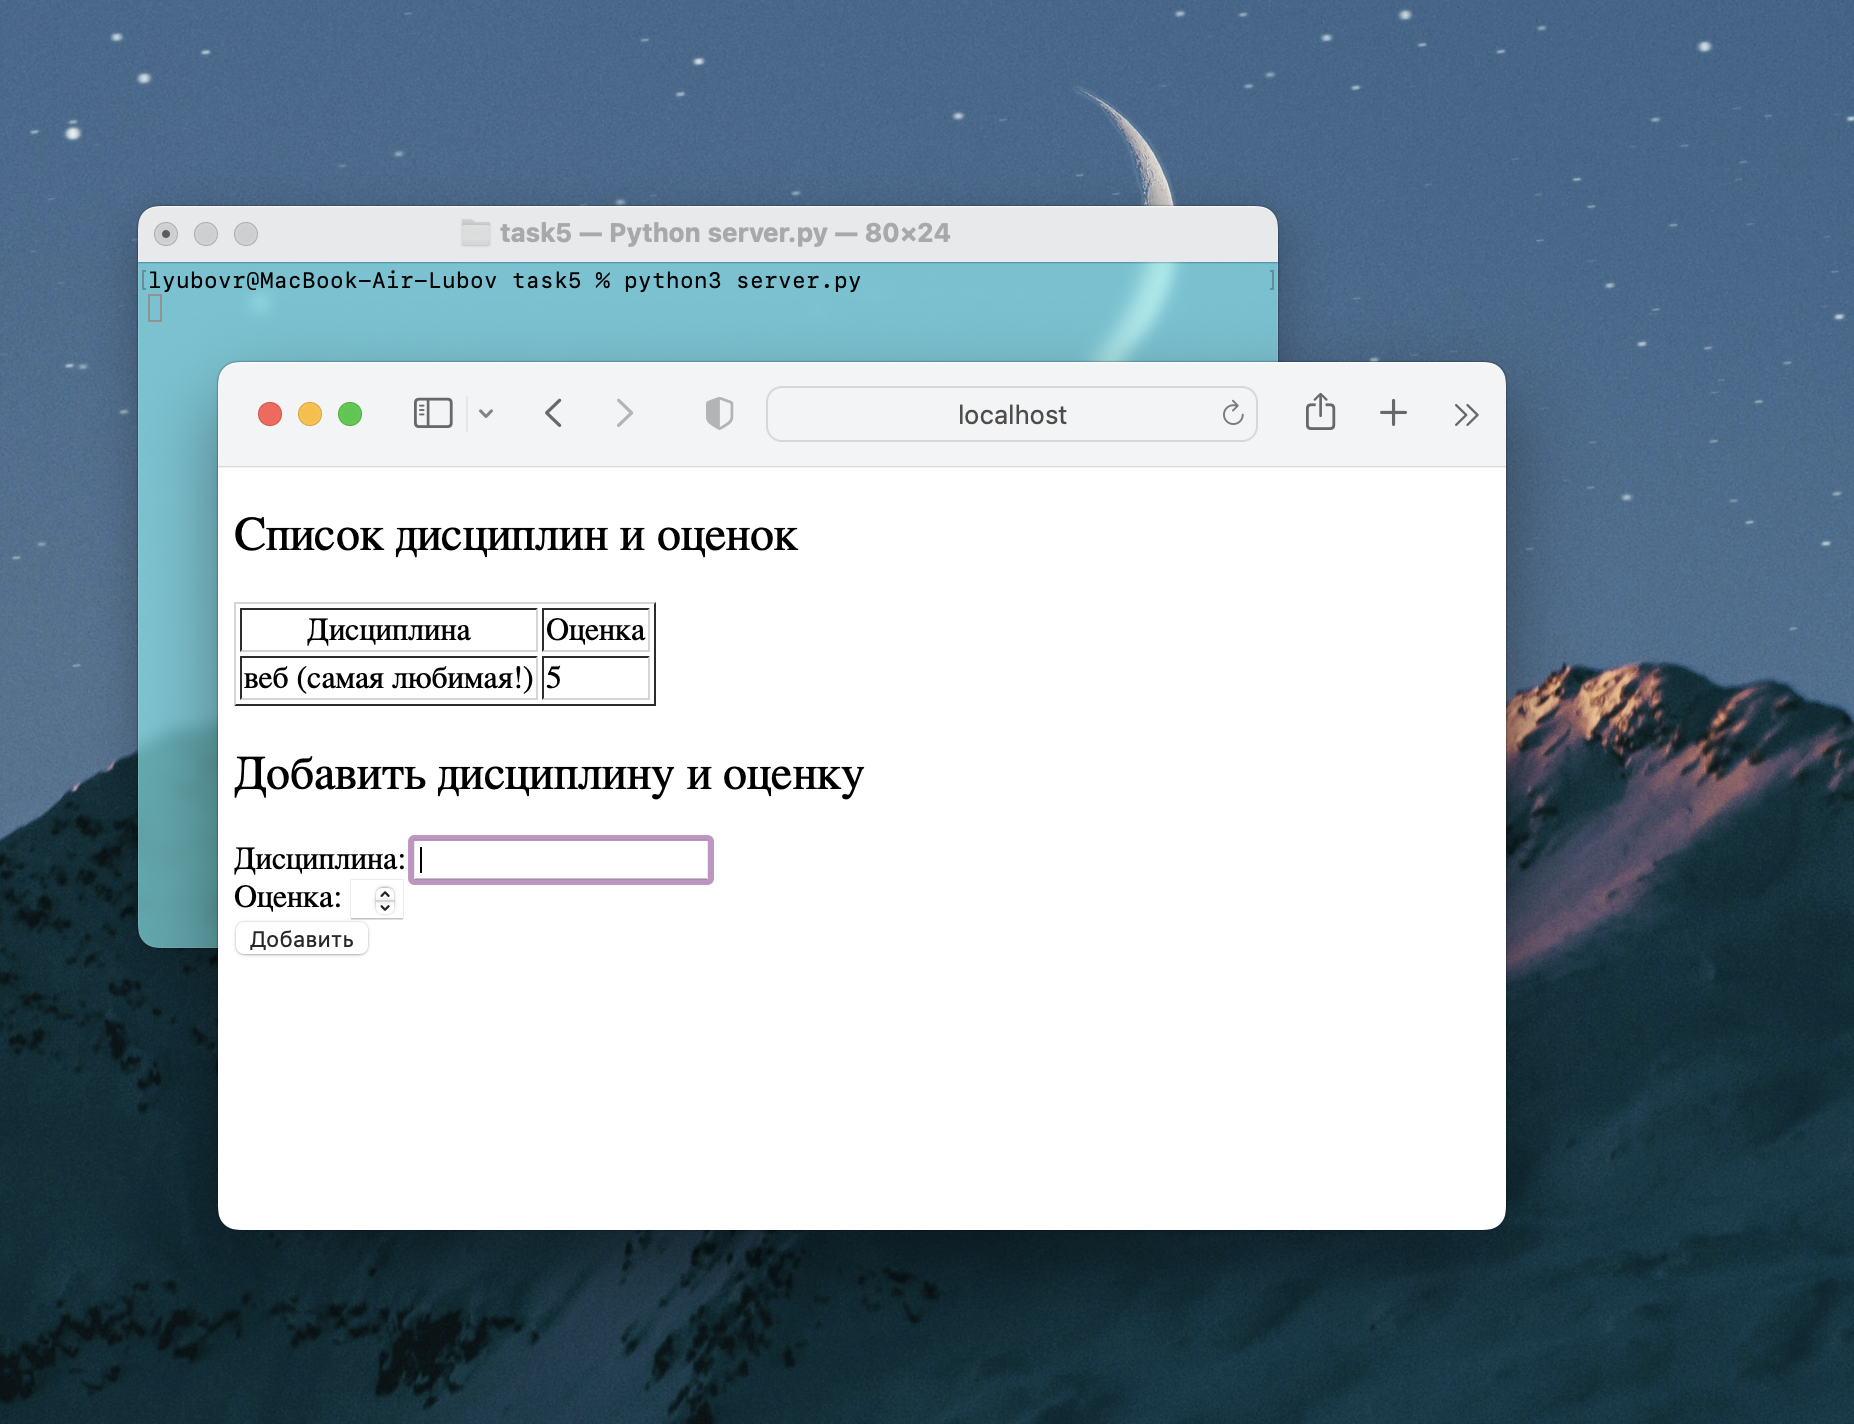 task5 — Python server.py — 80×24
[lyubovr@MacBook-Air-Lubov task5 % python3 server.py ]
localhost
Список дисциплин и оценок
Дисциплина Оценка
веб (самая любимая!) 5
Добавить дисциплину и оценку
Дисциплина:
Оценка:
Добавить